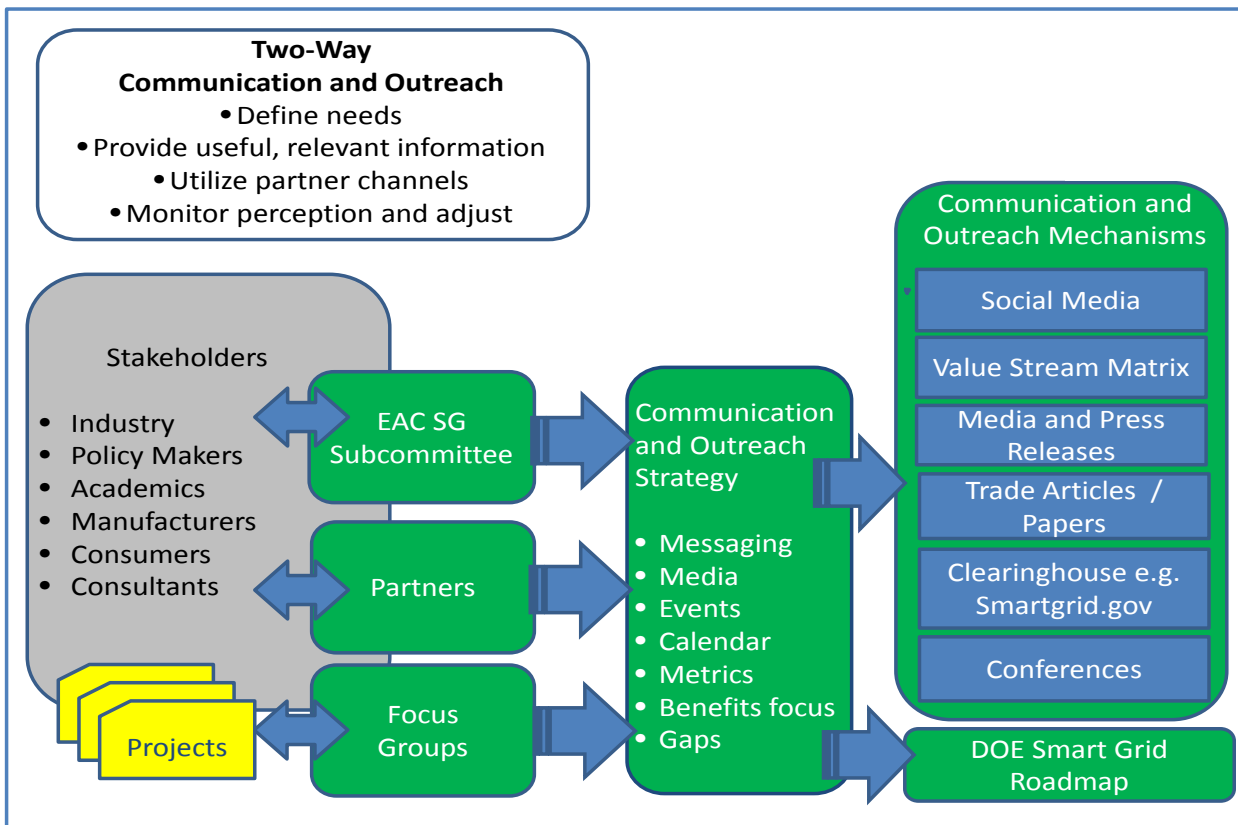 Two-Way
Communication and Outreach
• Define needs
• Provide useful, relevant information
• Utilize partner channels
• Monitor perception and adjust
Stakeholders
• Industry
• Policy Makers
• Academics
• Manufacturers
• Consumers
• Consultants
Projects
EAC SG
Subcommittee
Partners
Focus
Groups
Communication
and Outreach
Strategy
• Messaging
• Media
• Events
• Calendar
• Metrics
• Benefits focus
• Gaps
Communication and
Outreach Mechanisms
Social Media
Value Stream Matrix
Media and Press
Releases
Trade Articles /
Papers
Clearinghouse e.g.
Smartgrid.gov
Conferences
DOE Smart Grid
Roadmap